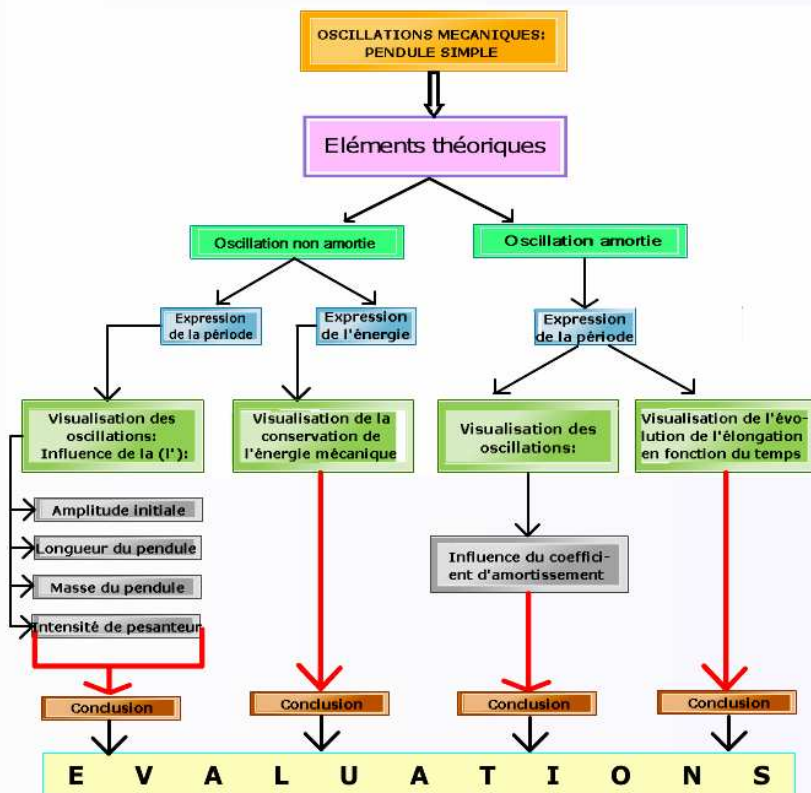 OSCILLATIONS MECANIQUES:
PENDULE SIMPLE
Eléments théoriques
Oscillation non amortie
Oscillation amortie
Expression
de la période
Expression
de l'énergie
Expression
de la période
Visualisation des
oscillations:
Influence de la (l'):
Visualisation de la
conservation de
l'énergie mécanique
Visualisation des
oscillations:
Visualisation de l'évo-
lution de l'élongation
en fonction du temps
Amplitude initiale
Longueur du pendule
Masse du pendule
Intensité de pesanteur
Influence du coeffici-
ent d'amortissement
Conclusion
Conclusion
Conclusion
Conclusion
E V A L U A T I O N S